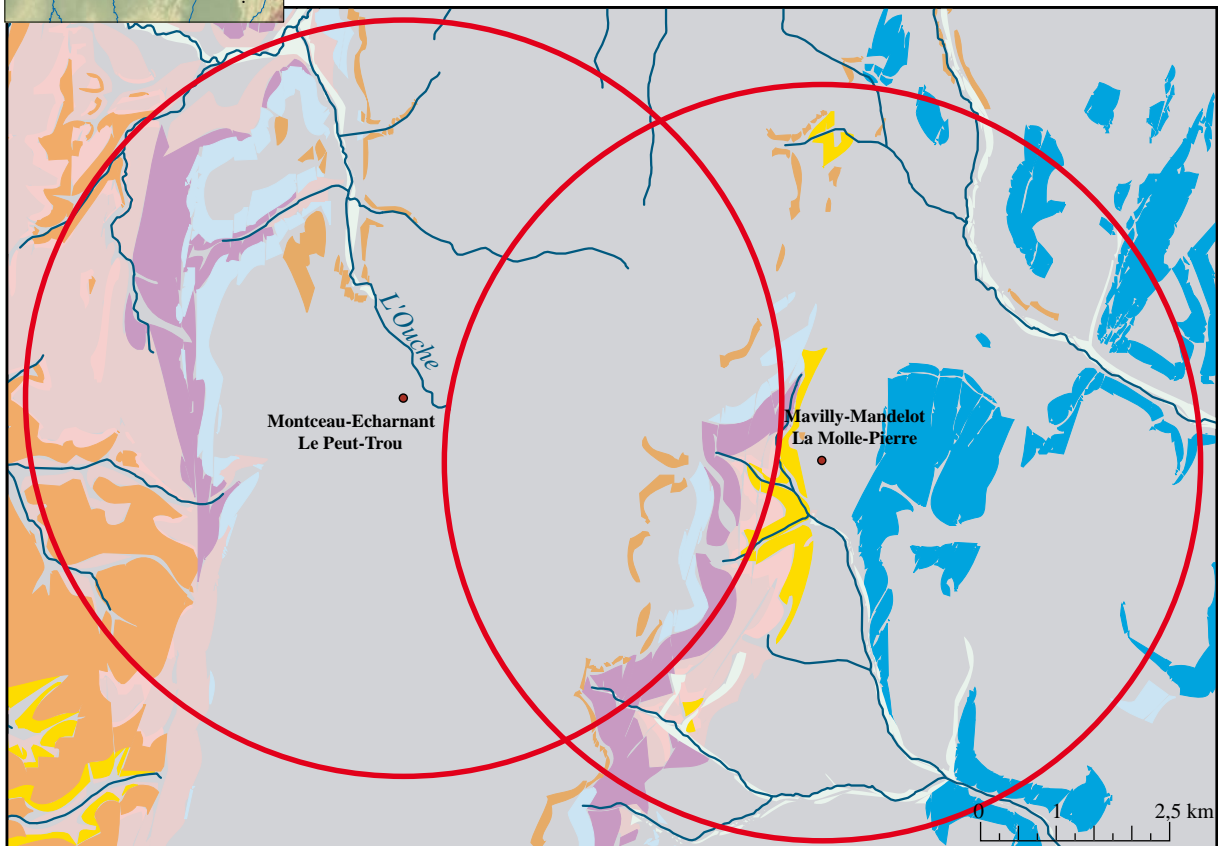 L'Ouche
Montceau-Echarnant
Le Peut-Trou
Mavilly-Mandelot
La Molle-Pierre
0 1 2,5 km